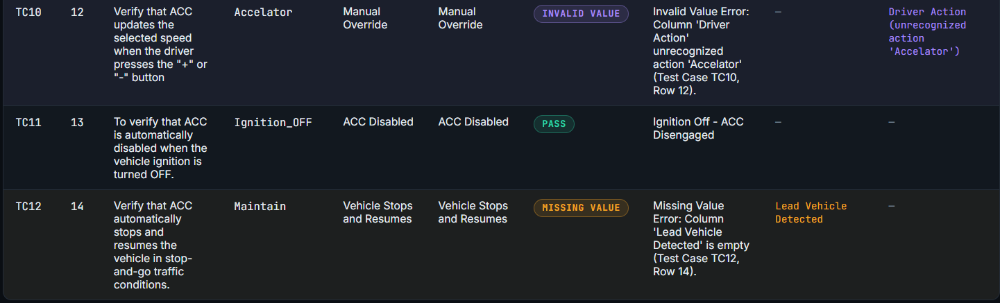 TC10
12
Verify that ACC
updates the
selected speed
when the driver
presses the "+" or
"-" button
Accelator
Manual
Override
Manual
Override
INVALID VALUE
Invalid Value Error:
Column 'Driver
Action'
unrecognized
action 'Accelator'
(Test Case TC10,
Row 12).
—
Driver Action
(unrecognized
action
'Accelator')
TC11
13
To verify that ACC
is automatically
disabled when the
vehicle ignition is
turned OFF.
Ignition_OFF
ACC Disabled
ACC Disabled
PASS
Ignition Off - ACC
Disengaged
—
—
TC12
14
Verify that ACC
automatically
stops and
resumes the
vehicle in stop-
and-go traffic
conditions.
Maintain
Vehicle Stops
and Resumes
Vehicle Stops
and Resumes
MISSING VALUE
Missing Value
Error: Column
'Lead Vehicle
Detected' is empty
(Test Case TC12,
Row 14).
Lead Vehicle
Detected
—